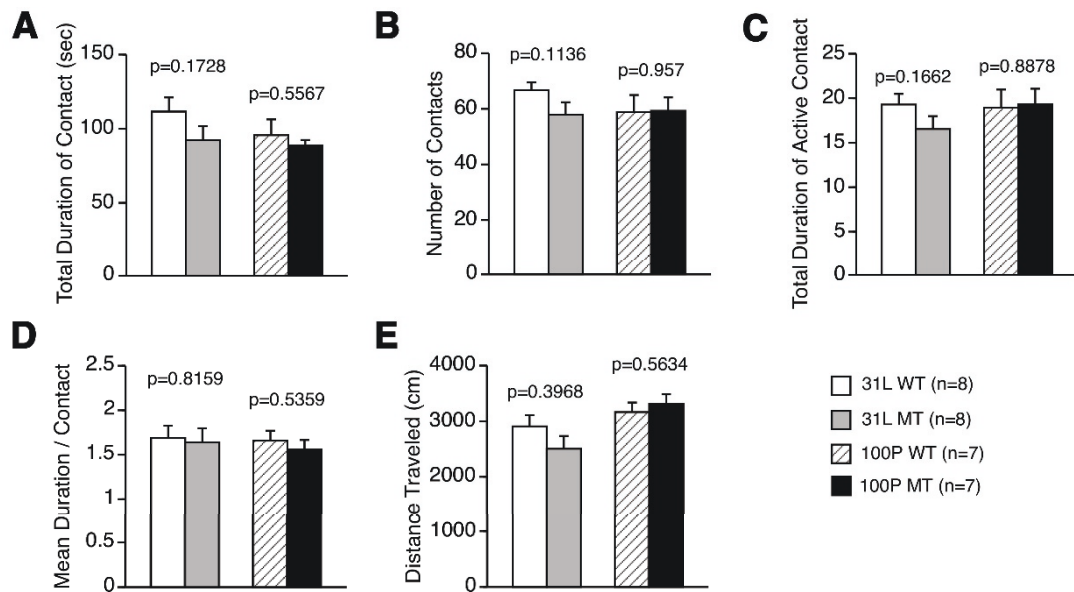 A
Total Duration of Contact (sec)
150
100
50
0
p=0.1728
p=0.5567
B
Number of Contacts
80
60
40
20
0
p=0.1136
p=0.957
C
Total Duration of Active Contact
25
20
15
10
5
0
p=0.1662
p=0.8878
D
Mean Duration / Contact
2.5
2
1.5
1
0.5
0
p=0.8159
p=0.5359
E
Distance Traveled (cm)
4000
3000
2000
1000
0
p=0.3968
p=0.5634
31L WT (n=8)
31L MT (n=8)
100P WT (n=7)
100P MT (n=7)